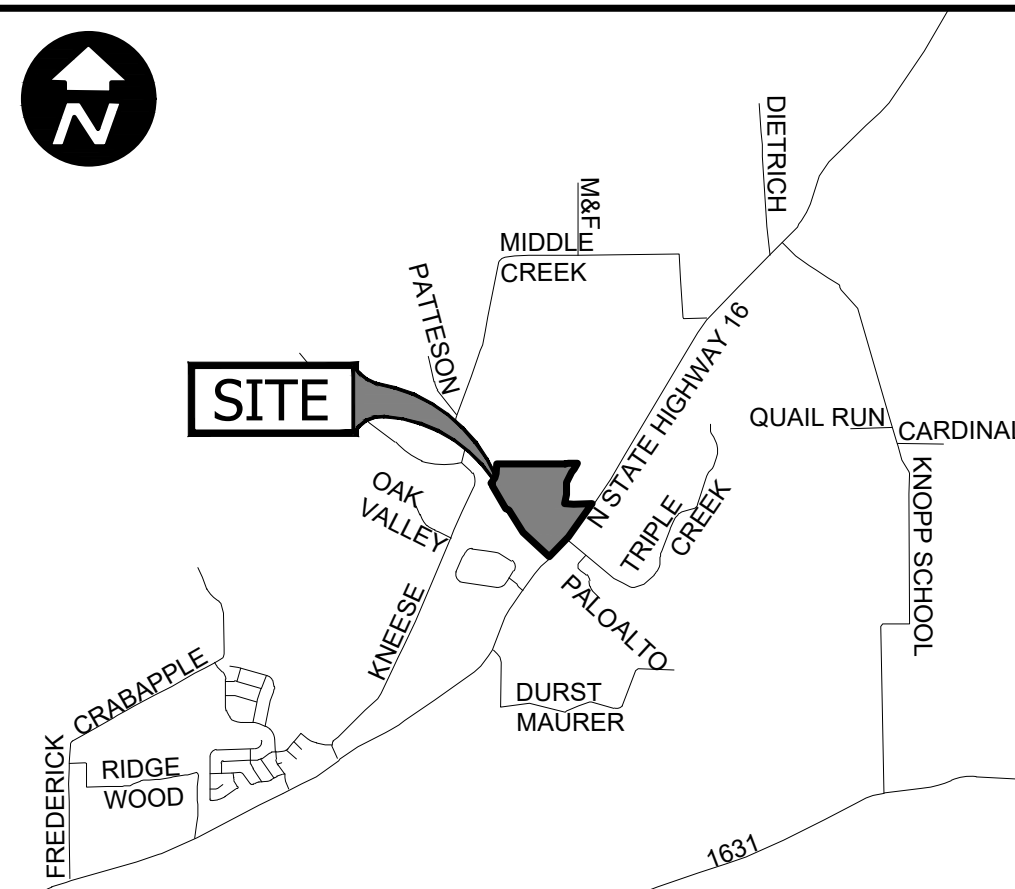 N
DIETRICH
M&F
MIDDLE
CREEK
PATTESON
SITE
N STATE HIGHWAY 16
QUAIL RUN
CARDINAL
KNOPP SCHOOL
OAK
VALLEY
TRIPLE
CREEK
KNEESE
PALOALTO
CRABAPPLE
DURST
MAURER
FREDERICK
RIDGE
WOOD
1631